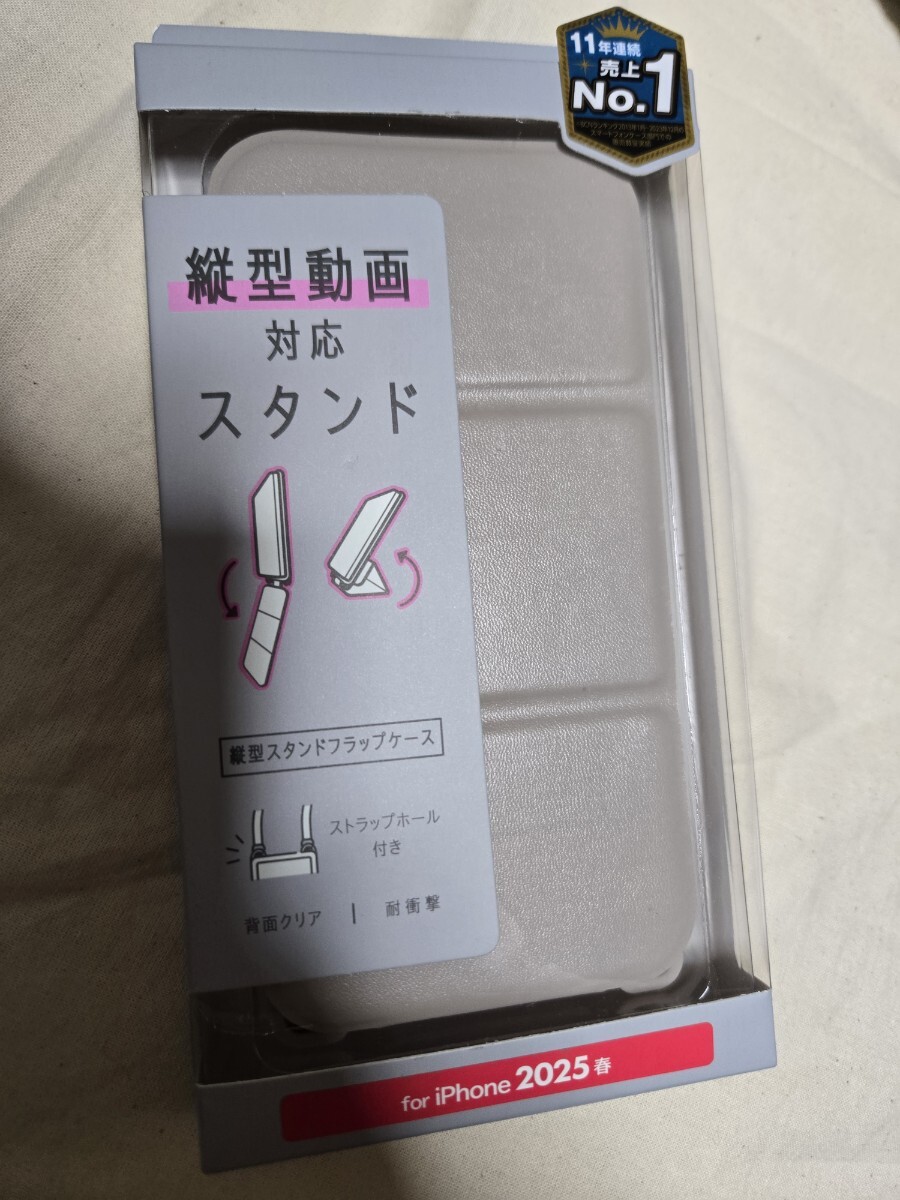 11年連続
売上
No.1
縦型動画
対応
スタンド
縦型スタンドフラップケース
ストラップホール
付き
背面クリア
耐衝撃
for iPhone 2025 春